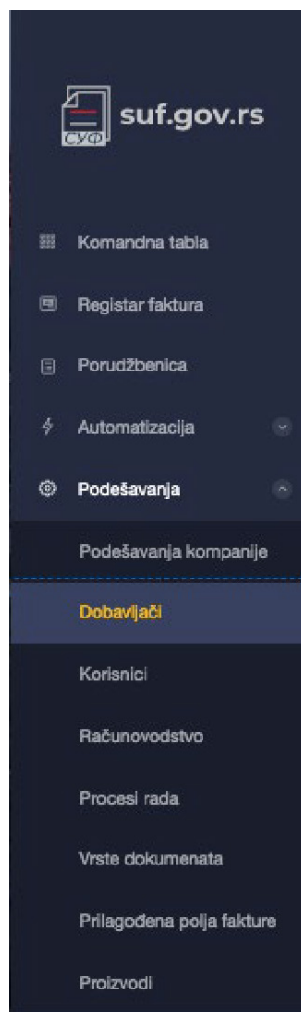 СУФ
suf.gov.rs
Komandna tabla
Registar faktura
Porudžbenica
Automatizacija
Podešavanja
Podešavanja kompanije
Dobavljači
Korisnici
Računovodstvo
Procesi rada
Vrste dokumenata
Prilagođena polja fakture
Proizvodi